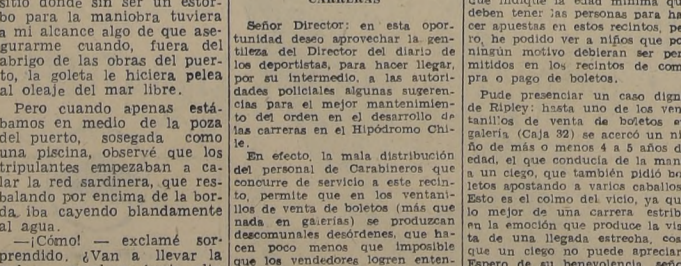 sitio donde sin ser un estor-
bo para la maniobra tuviera
a mi alcance algo de que ase-
gurarme cuando, fuera del
abrigo de las obras del puer-
to, la goleta le hiciera pelea
al oleaje del mar libre.
Pero cuando apenas está-
bamos en medio de la poza
del puerto, sosegada como
una piscina, observé que los
tripulantes empezaban a ca-
lar la red sardinera, que res-
balando por encima de la bor-
da iba cayendo blandamente
al agua.
—¡Cómo! — exclamé sor-
prendido. ¿Van a llevar la
CARRERAS
Señor Director: en esta opor-
tunidad deseo aprovechar la gen-
tileza del Director del diario de
los deportistas, para hacer llegar,
por su intermedio, a las autori-
dades policiales algunas sugeren-
cias para el mejor mantenimien-
to del orden en el desarrollo de
las carreras en el Hipódromo Chi-
le.
En efecto, la mala distribución
del personal de Carabineros que
concurre de servicio a este recin-
to, permite que en los ventani-
llos de venta de boletos (más que
nada en galerías) se produzcan
descomunales desórdenes, que ha-
cen poco menos que imposible
que los vendedores logren enten-
que indique la edad mínima qu
deben tener las personas para ha
cer apuestas en estos recintos, pe
ro, he podido ver a niños que po
ningún motivo debieran ser per
mitidos en los recintos de com
pra o pago de boletos.
Pude presenciar un caso dign
de Ripley: hasta uno de los ven
tanillos de venta de boletos e
galería (Caja 32) se acercó un ni
ño de más o menos 4 a 5 años d
edad, el que conducía de la man
a un ciego, que también pidió bo
letos apostando a varios caballos
Esto es el colmo del vicio, ya qu
lo mejor de una carrera estrib
en la emoción que produce la vis
ta de una llegada estrecha, cos
que un ciego no puede apreciar
Espero de su benevolencia, seño